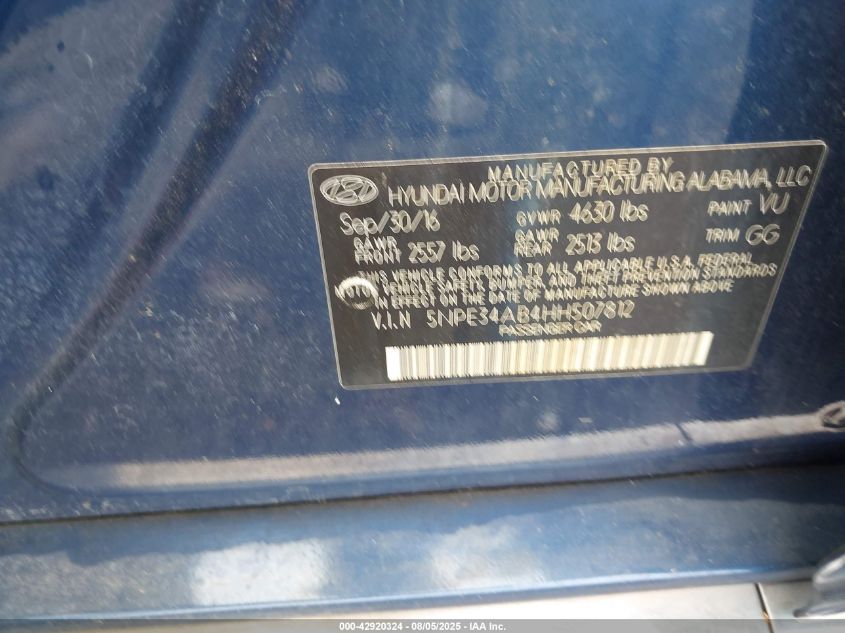 MANUFACTURED BY
HYUNDAI MOTOR MANUFACTURING ALABAMA, LLC
Sep/30/16 GVWR 4630 lbs PAINT VU
GAWR FRONT 2557 lbs GAWR REAR 2513 lbs TRIM GG
THIS VEHICLE CONFORMS TO ALL APPLICABLE U.S.A. FEDERAL
MOTOR VEHICLE SAFETY BUMPER, AND THEFT PREVENTION STANDARDS
IN EFFECT ON THE DATE OF MANUFACTURE SHOWN ABOVE
V.I.N 5NPE34AB4HH507812
PASSENGER CAR
000-42920324 - 08/05/2025 - IAA Inc.